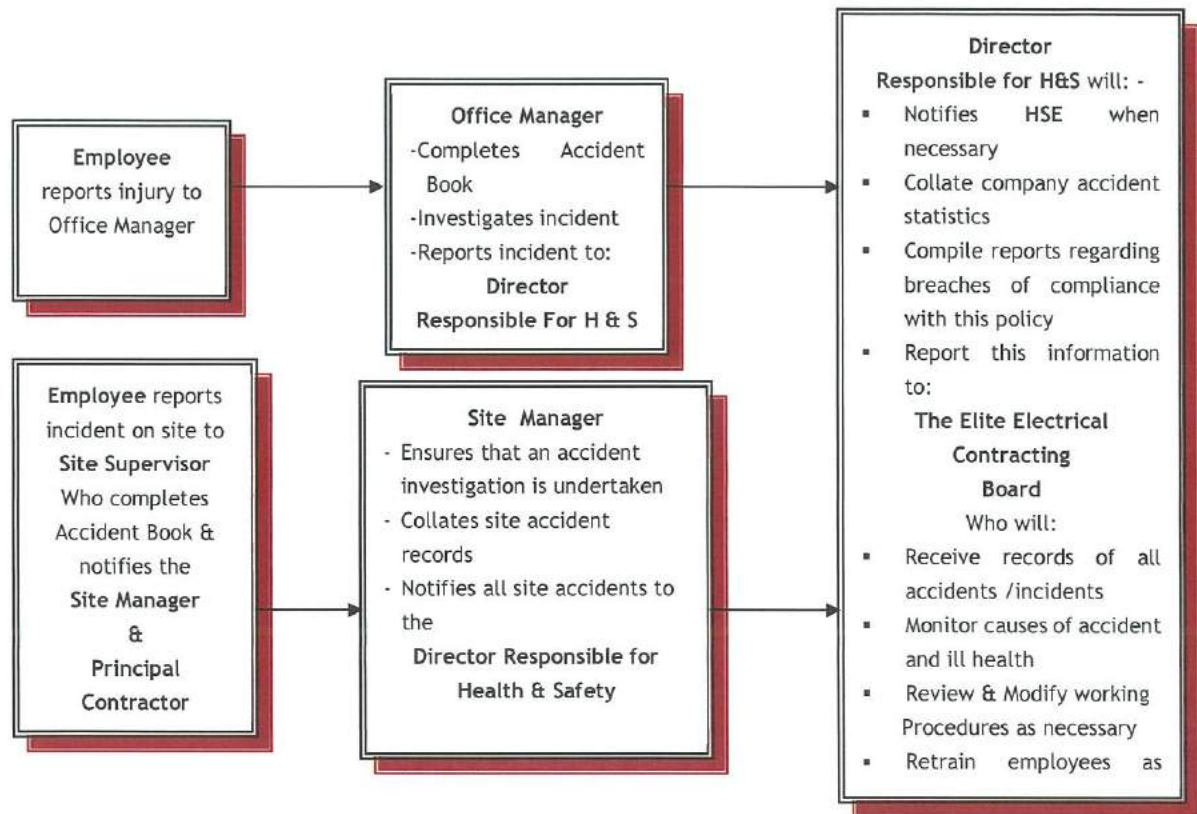 Employee
reports injury to
Office Manager
Office Manager
-Completes Accident
Book
-Investigates incident
-Reports incident to:
Director
Responsible For H & S
Employee reports
incident on site to
Site Supervisor
Who completes
Accident Book &
notifies the
Site Manager
&
Principal
Contractor
Site Manager
- Ensures that an accident
investigation is undertaken
- Collates site accident
records
- Notifies all site accidents to
the
Director Responsible for
Health & Safety
Director
Responsible for H&S will: -
▪ Notifies HSE when
necessary
▪ Collate company accident
statistics
▪ Compile reports regarding
breaches of compliance
with this policy
▪ Report this information
to:
The Elite Electrical
Contracting
Board
Who will:
▪ Receive records of all
accidents /incidents
▪ Monitor causes of accident
and ill health
▪ Review & Modify working
Procedures as necessary
▪ Retrain employees as